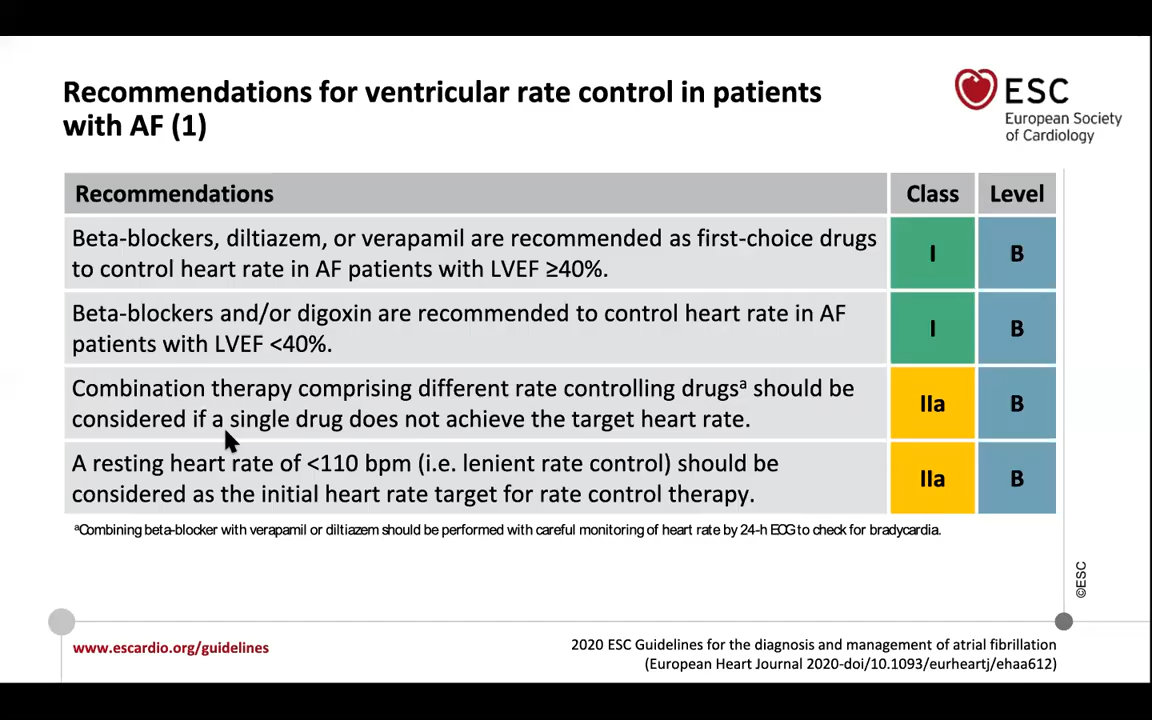 Recommendations for ventricular rate control in patients
with AF (1)
ESC
European Society
of Cardiology
Recommendations Class Level
Beta-blockers, diltiazem, or verapamil are recommended as first-choice drugs
to control heart rate in AF patients with LVEF ≥40%.
I B
Beta-blockers and/or digoxin are recommended to control heart rate in AF
patients with LVEF <40%.
I B
Combination therapy comprising different rate controlling drugsᵃ should be
considered if a single drug does not achieve the target heart rate.
IIa B
A resting heart rate of <110 bpm (i.e. lenient rate control) should be
considered as the initial heart rate target for rate control therapy.
IIa B
ᵃCombining beta-blocker with verapamil or diltiazem should be performed with careful monitoring of heart rate by 24-h ECG to check for bradycardia.
©ESC
www.escardio.org/guidelines
2020 ESC Guidelines for the diagnosis and management of atrial fibrillation
(European Heart Journal 2020-doi/10.1093/eurheartj/ehaa612)